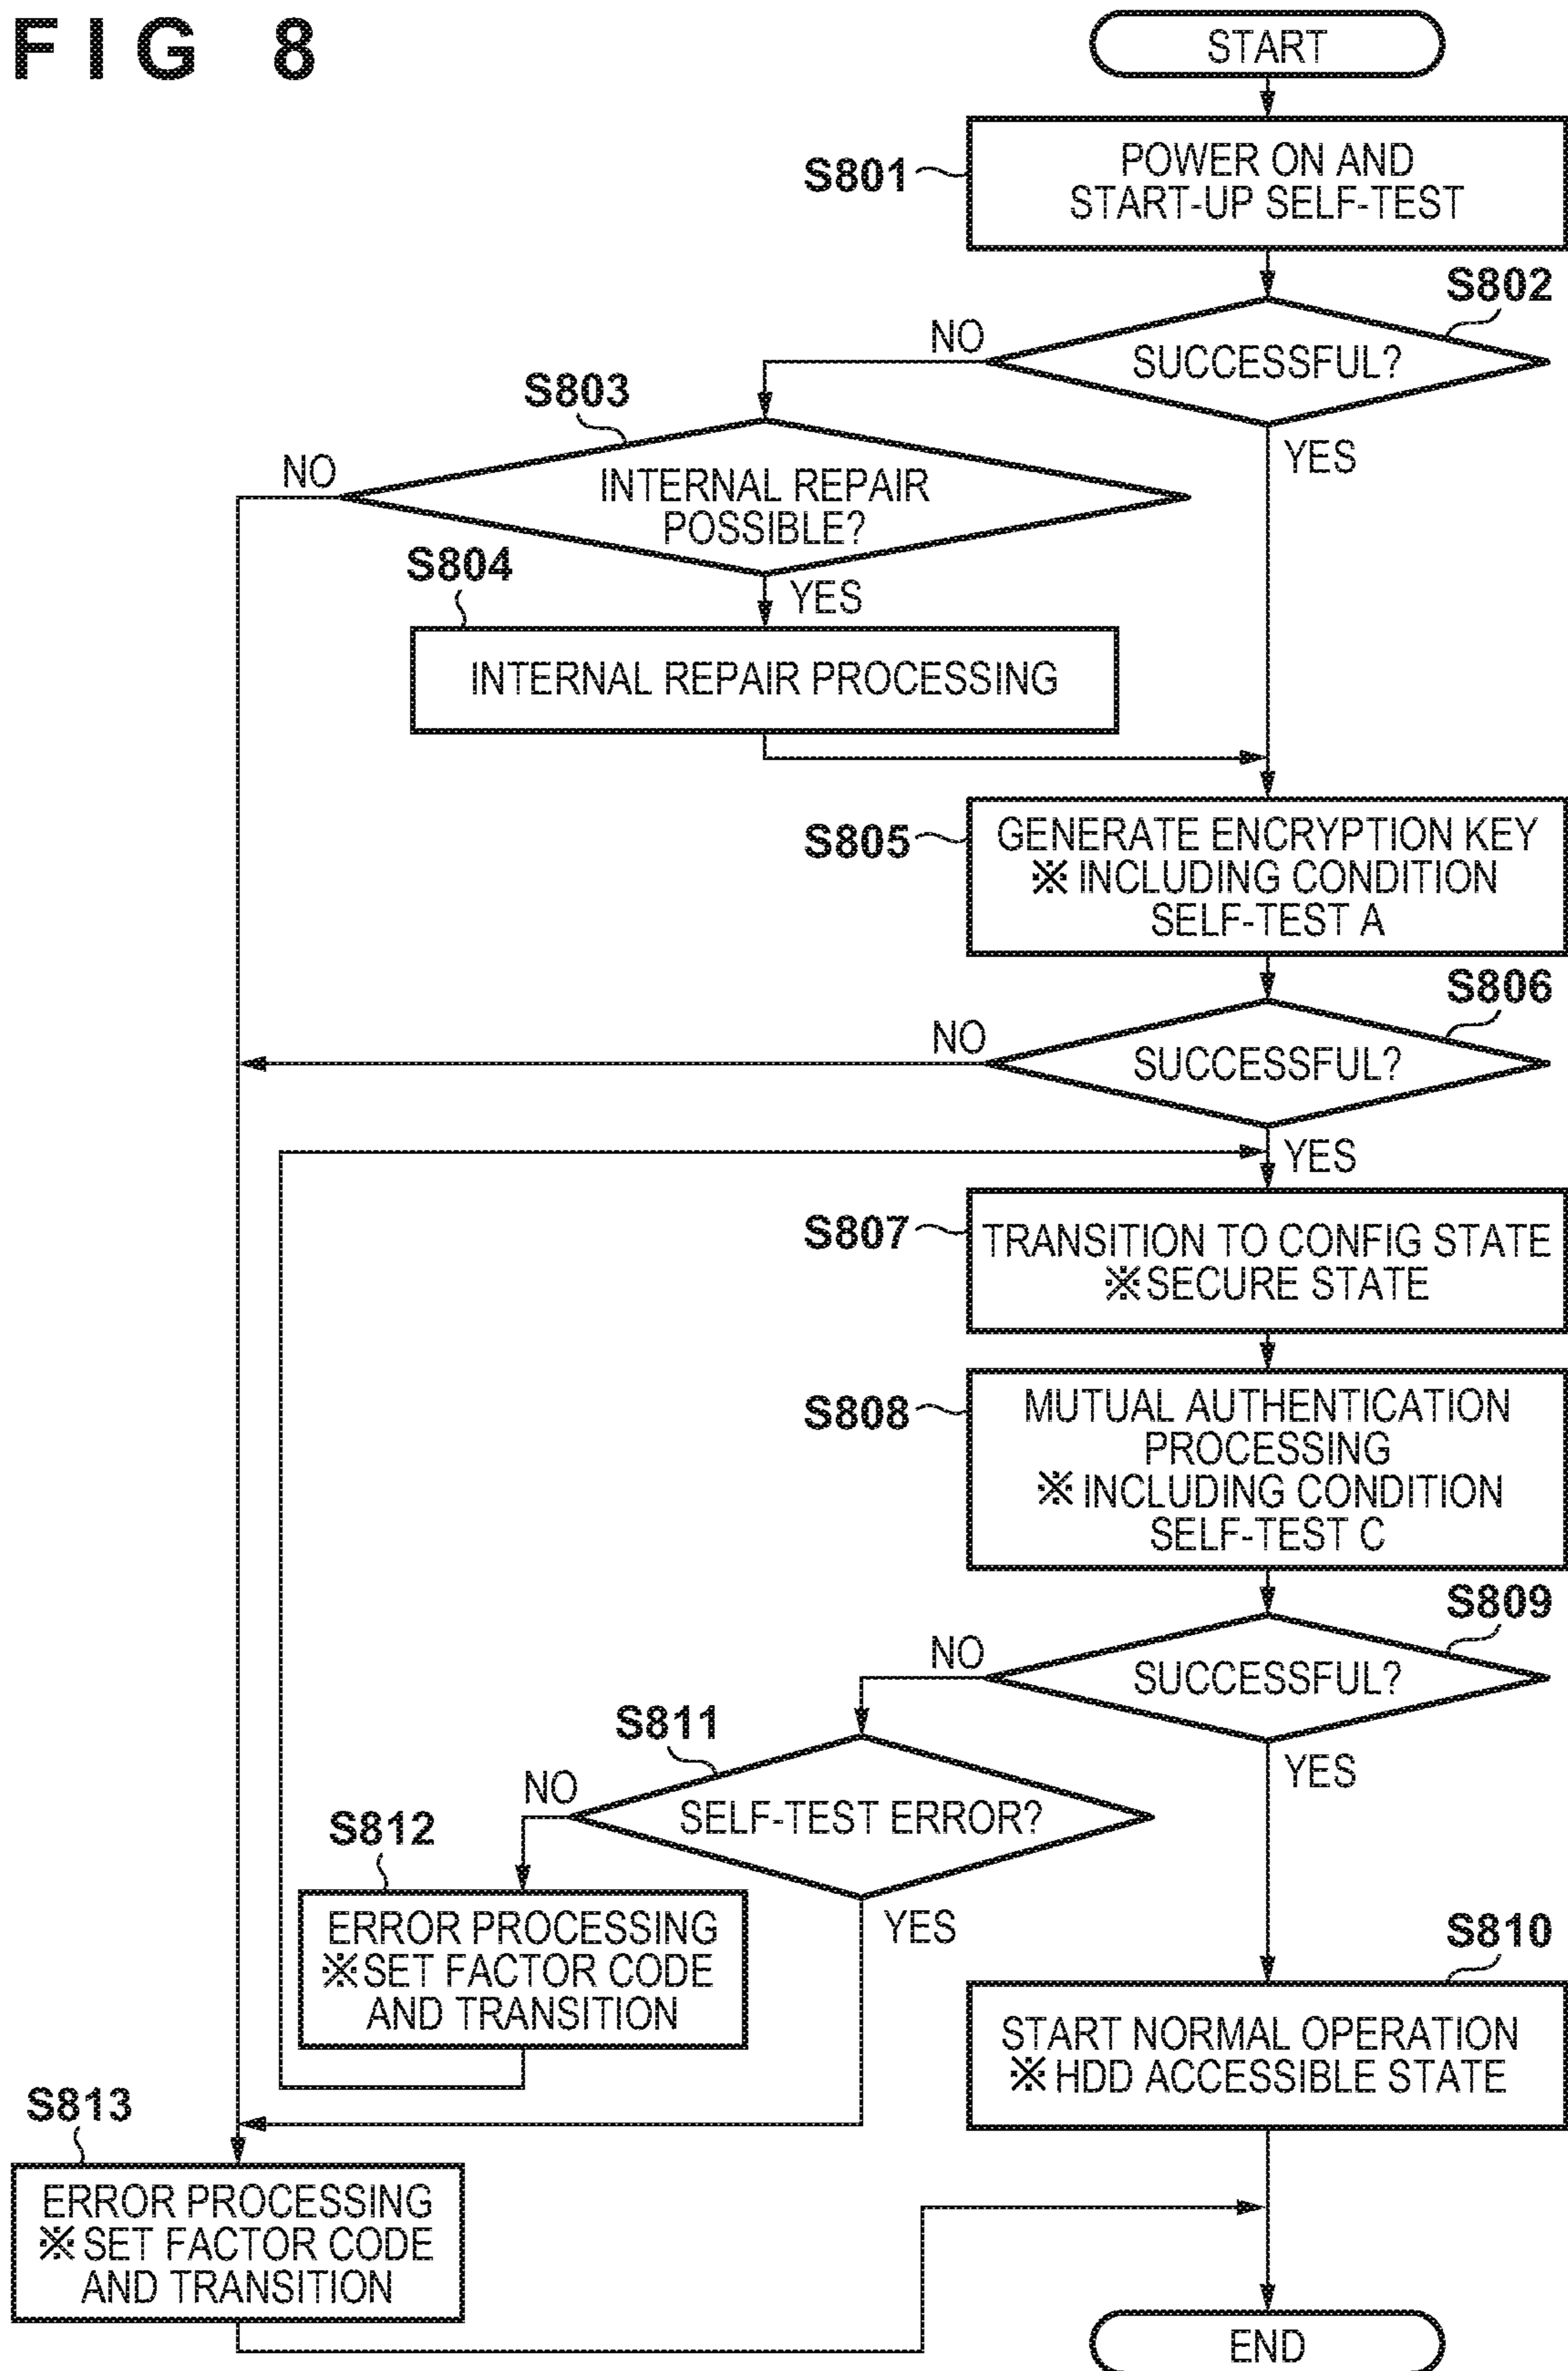 FIG 8
START
S801
POWER ON AND
START-UP SELF-TEST
S802
SUCCESSFUL?
NO
YES
S803
INTERNAL REPAIR
POSSIBLE?
NO
YES
S804
INTERNAL REPAIR PROCESSING
S805
GENERATE ENCRYPTION KEY
※ INCLUDING CONDITION
SELF-TEST A
S806
SUCCESSFUL?
NO
YES
S807
TRANSITION TO CONFIG STATE
※ SECURE STATE
S808
MUTUAL AUTHENTICATION
PROCESSING
※ INCLUDING CONDITION
SELF-TEST C
S809
SUCCESSFUL?
NO
YES
S811
SELF-TEST ERROR?
NO
YES
S812
ERROR PROCESSING
※ SET FACTOR CODE
AND TRANSITION
S810
START NORMAL OPERATION
※ HDD ACCESSIBLE STATE
S813
ERROR PROCESSING
※ SET FACTOR CODE
AND TRANSITION
END